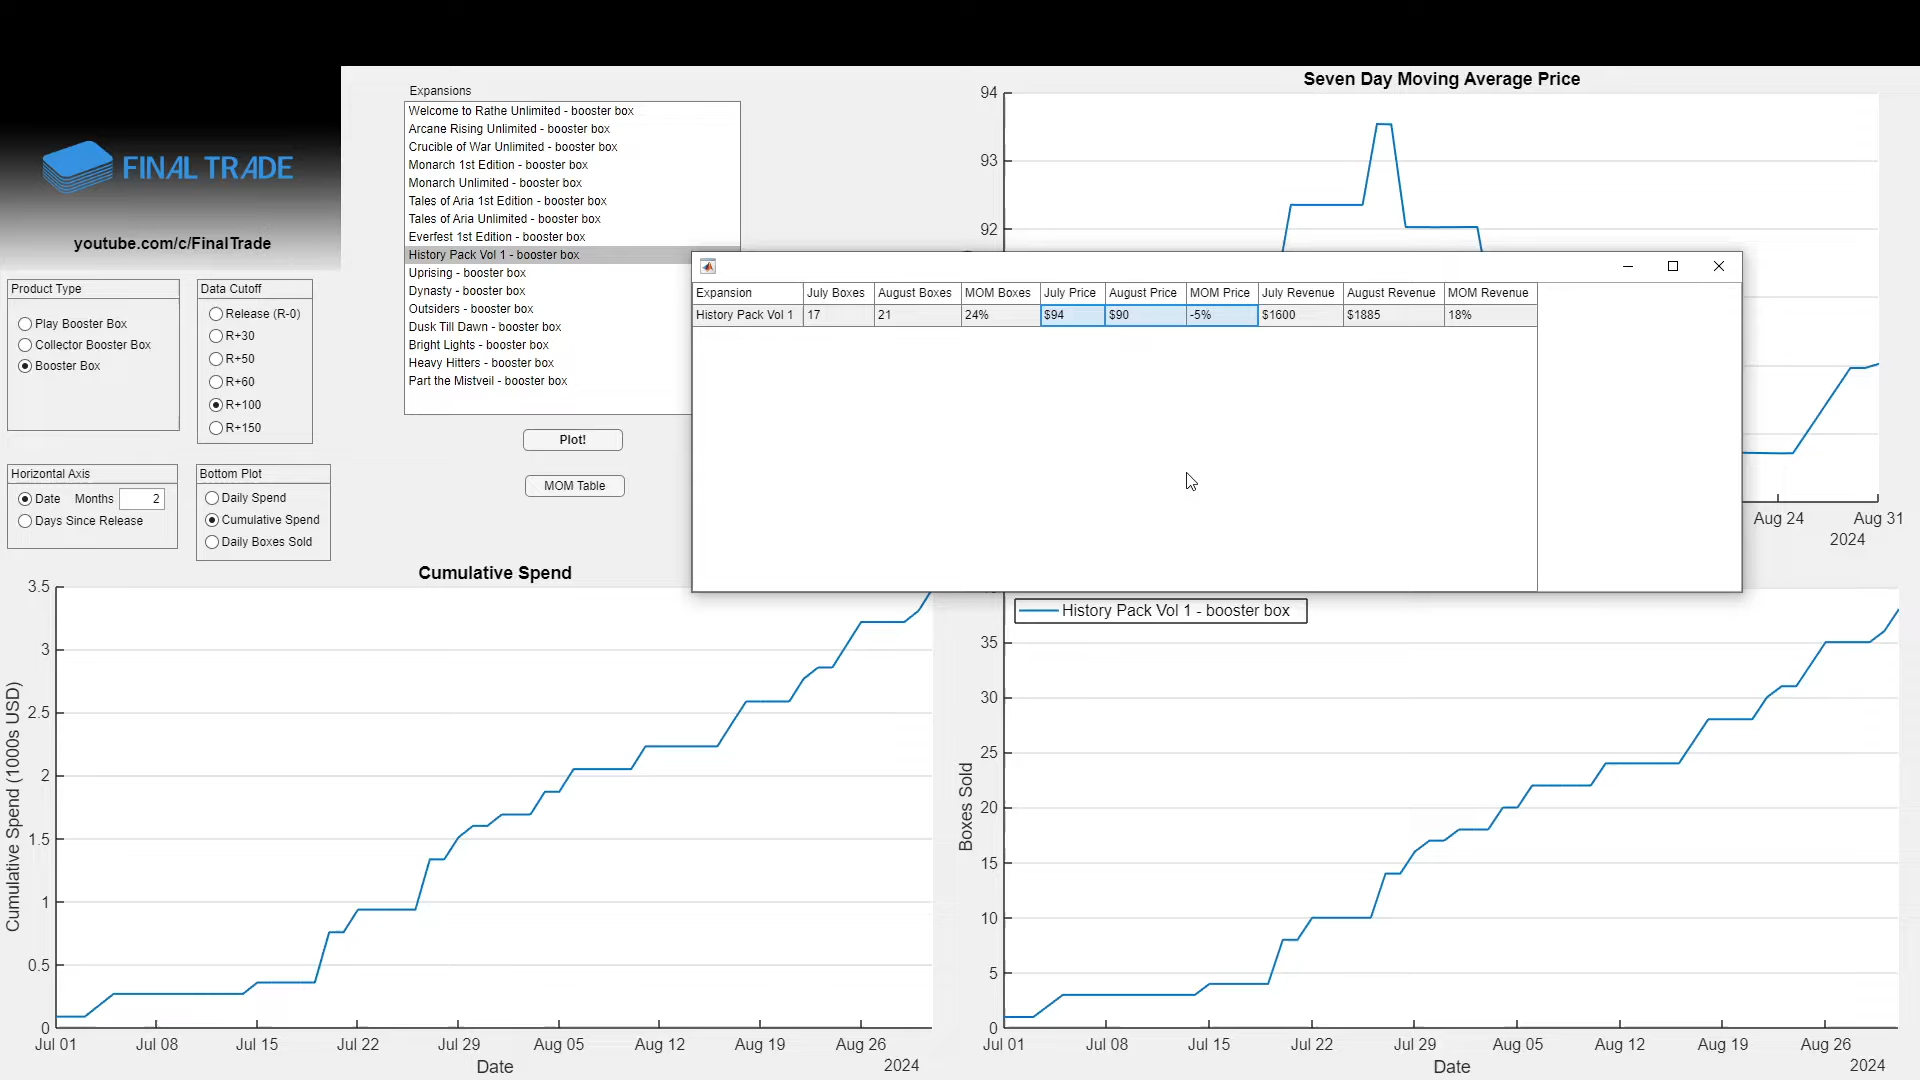 FINAL TRADE
youtube.com/c/FinalTrade
Product Type
Play Booster Box
Collector Booster Box
Booster Box
Data Cutoff
Release (R-0)
R+30
R+50
R+60
R+100
R+150
Horizontal Axis
Date Months 2
Days Since Release
Bottom Plot
Daily Spend
Cumulative Spend
Daily Boxes Sold
Expansions
Welcome to Rathe Unlimited - booster box
Arcane Rising Unlimited - booster box
Crucible of War Unlimited - booster box
Monarch 1st Edition - booster box
Monarch Unlimited - booster box
Tales of Aria 1st Edition - booster box
Tales of Aria Unlimited - booster box
Everfest 1st Edition - booster box
History Pack Vol 1 - booster box
Uprising - booster box
Dynasty - booster box
Outsiders - booster box
Dusk Till Dawn - booster box
Bright Lights - booster box
Heavy Hitters - booster box
Part the Mistveil - booster box
Plot!
MOM Table
Seven Day Moving Average Price
94
93
92
Aug 24 Aug 31
2024
Expansion July Boxes August Boxes MOM Boxes July Price August Price MOM Price July Revenue August Revenue MOM Revenue
History Pack Vol 1 17 21 24% $94 $90 -5% $1600 $1885 18%
Cumulative Spend
Cumulative Spend (1000s USD)
3.5
3
2.5
2
1.5
1
0.5
0
Jul 01 Jul 08 Jul 15 Jul 22 Jul 29 Aug 05 Aug 12 Aug 19 Aug 26
Date
2024
History Pack Vol 1 - booster box
Boxes Sold
35
30
25
20
15
10
5
0
Jul 01 Jul 08 Jul 15 Jul 22 Jul 29 Aug 05 Aug 12 Aug 19 Aug 26
Date
2024